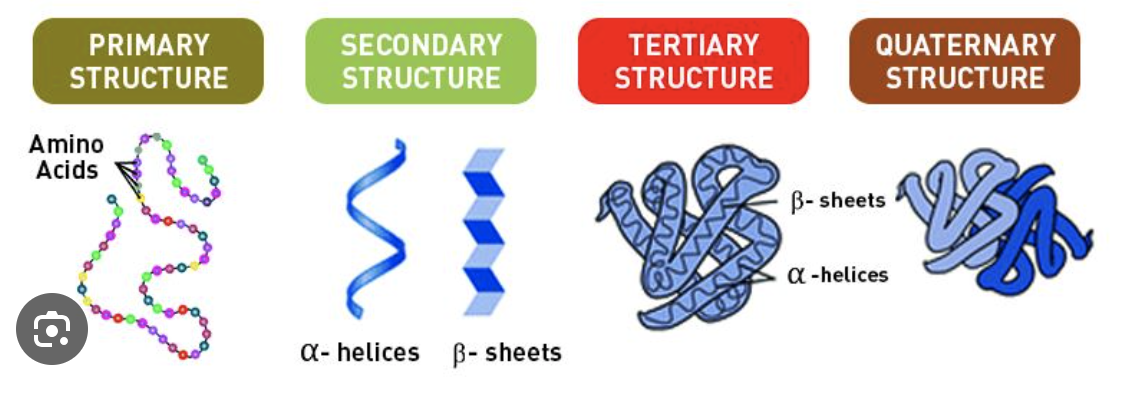 PRIMARY
STRUCTURE
SECONDARY
STRUCTURE
TERTIARY
STRUCTURE
QUATERNARY
STRUCTURE
Amino
Acids
α- helices
β- sheets
β- sheets
α -helices